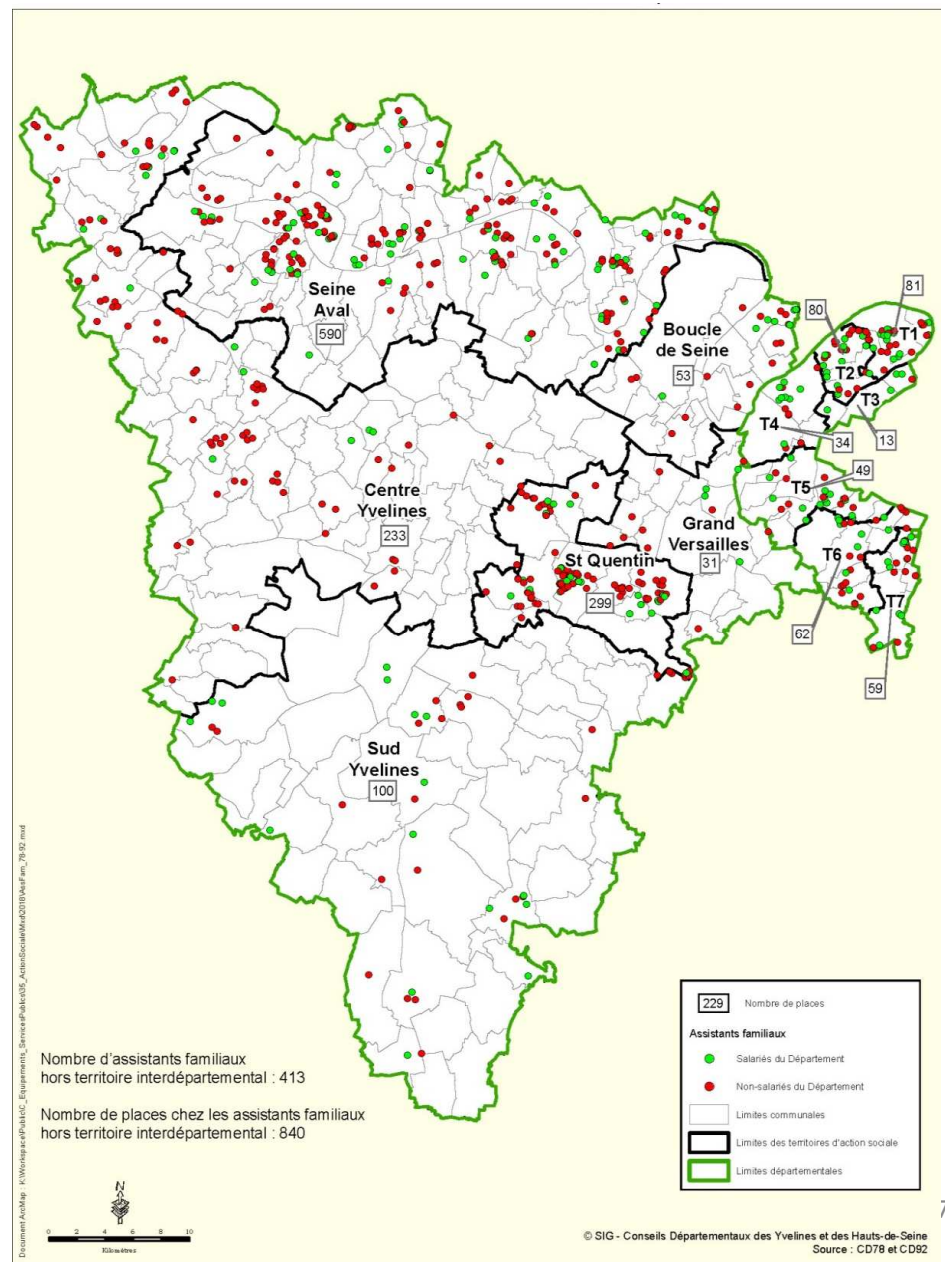 81
80
T1
Seine
Aval
590
Boucle
de Seine
53
T2
T3
T4
34
13
49
T5
Centre
Yvelines
233
Grand
Versailles
31
St Quentin
299
T6
T7
62
59
Sud
Yvelines
100
229 Nombre de places
Assistants familiaux
Salariés du Département
Non-salariés du Département
Limites communales
Limites des territoires d'action sociale
Limites départementales
Nombre d'assistants familiaux
hors territoire interdépartemental : 413
Nombre de places chez les assistants familiaux
hors territoire interdépartemental : 840
N
0 2 4 6 8 10
Kilomètres
© SIG - Conseils Départementaux des Yvelines et des Hauts-de-Seine
Source : CD78 et CD92
7